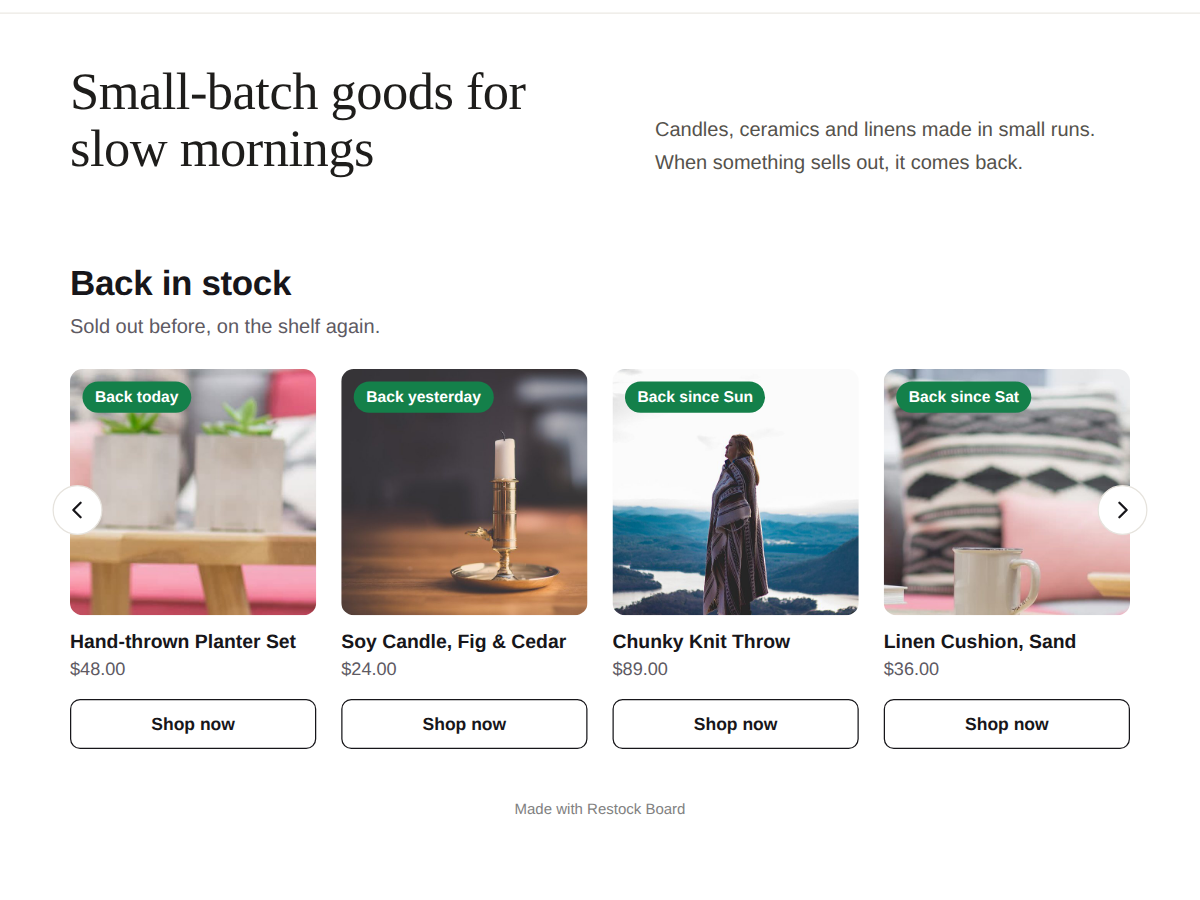 Small-batch goods for
slow mornings
Candles, ceramics and linens made in small runs.
When something sells out, it comes back.
Back in stock
Sold out before, on the shelf again.
Back today
Back yesterday
Back since Sun
Back since Sat
Hand-thrown Planter Set
$48.00
Shop now
Soy Candle, Fig & Cedar
$24.00
Shop now
Chunky Knit Throw
$89.00
Shop now
Linen Cushion, Sand
$36.00
Shop now
Made with Restock Board